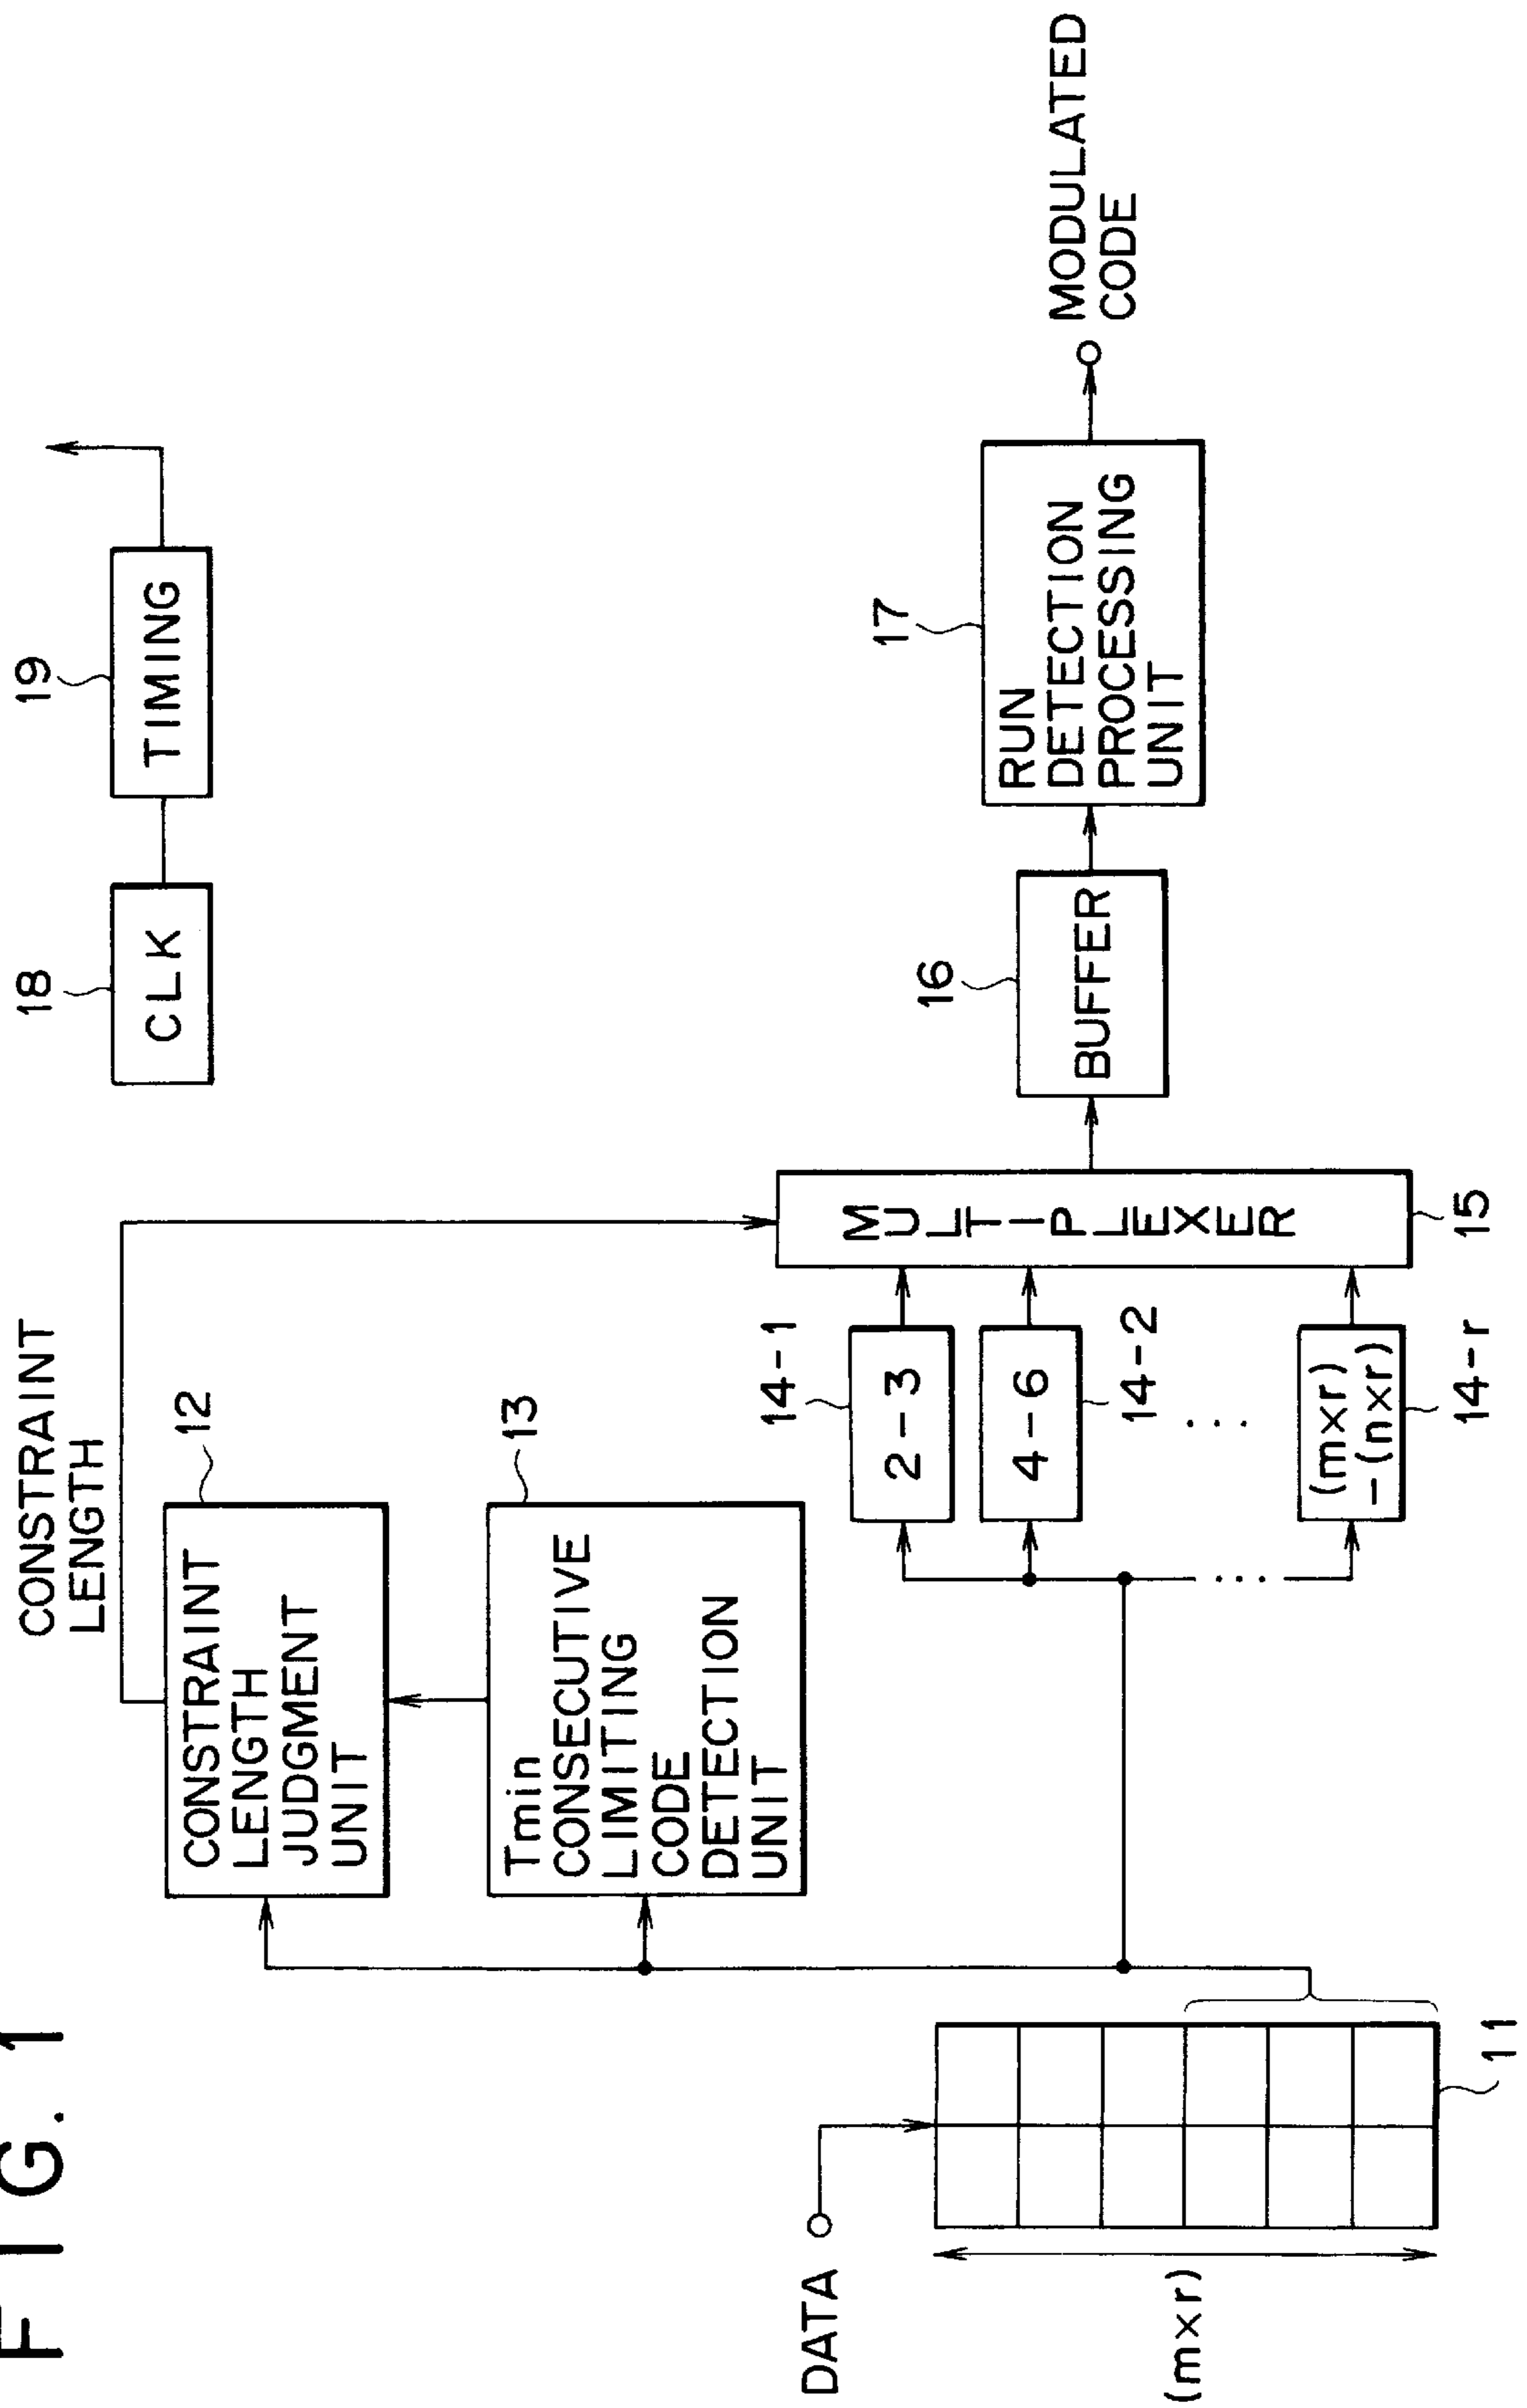 FIG. 1
CONSTRAINT
LENGTH
18
CLK
19
TIMING
12
CONSTRAINT
LENGTH
JUDGMENT
UNIT
13
Tmin
CONSECUTIVE
LIMITING
CODE
DETECTION
UNIT
DATA
(m×r)
11
14-1
2-3
4-6
14-2
...
...
(m×r)
-(n×r)
14-r
MULTIPLEXER
15
16
BUFFER
17
RUN
DETECTION
PROCESSING
UNIT
MODULATED
CODE